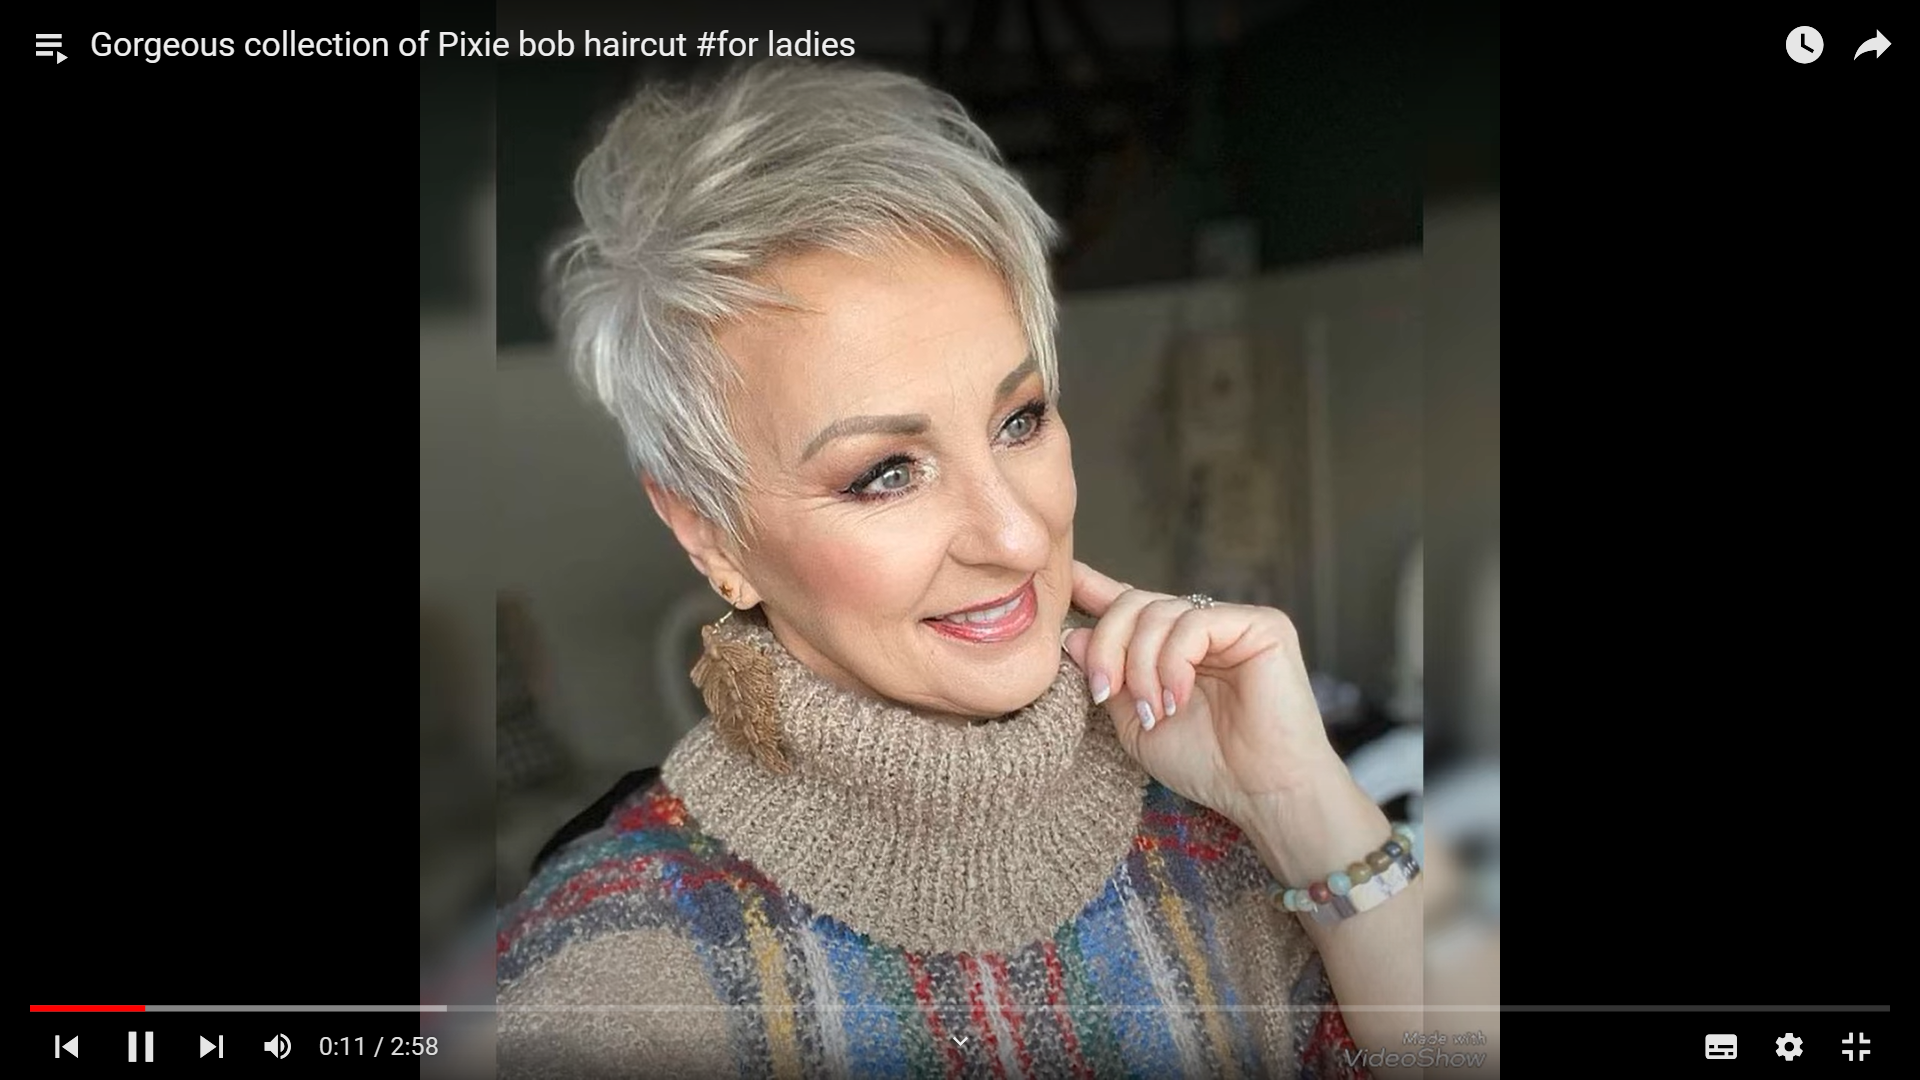 Gorgeous collection of Pixie bob haircut #for ladies
Made with
VideoShow
0:11 / 2:58